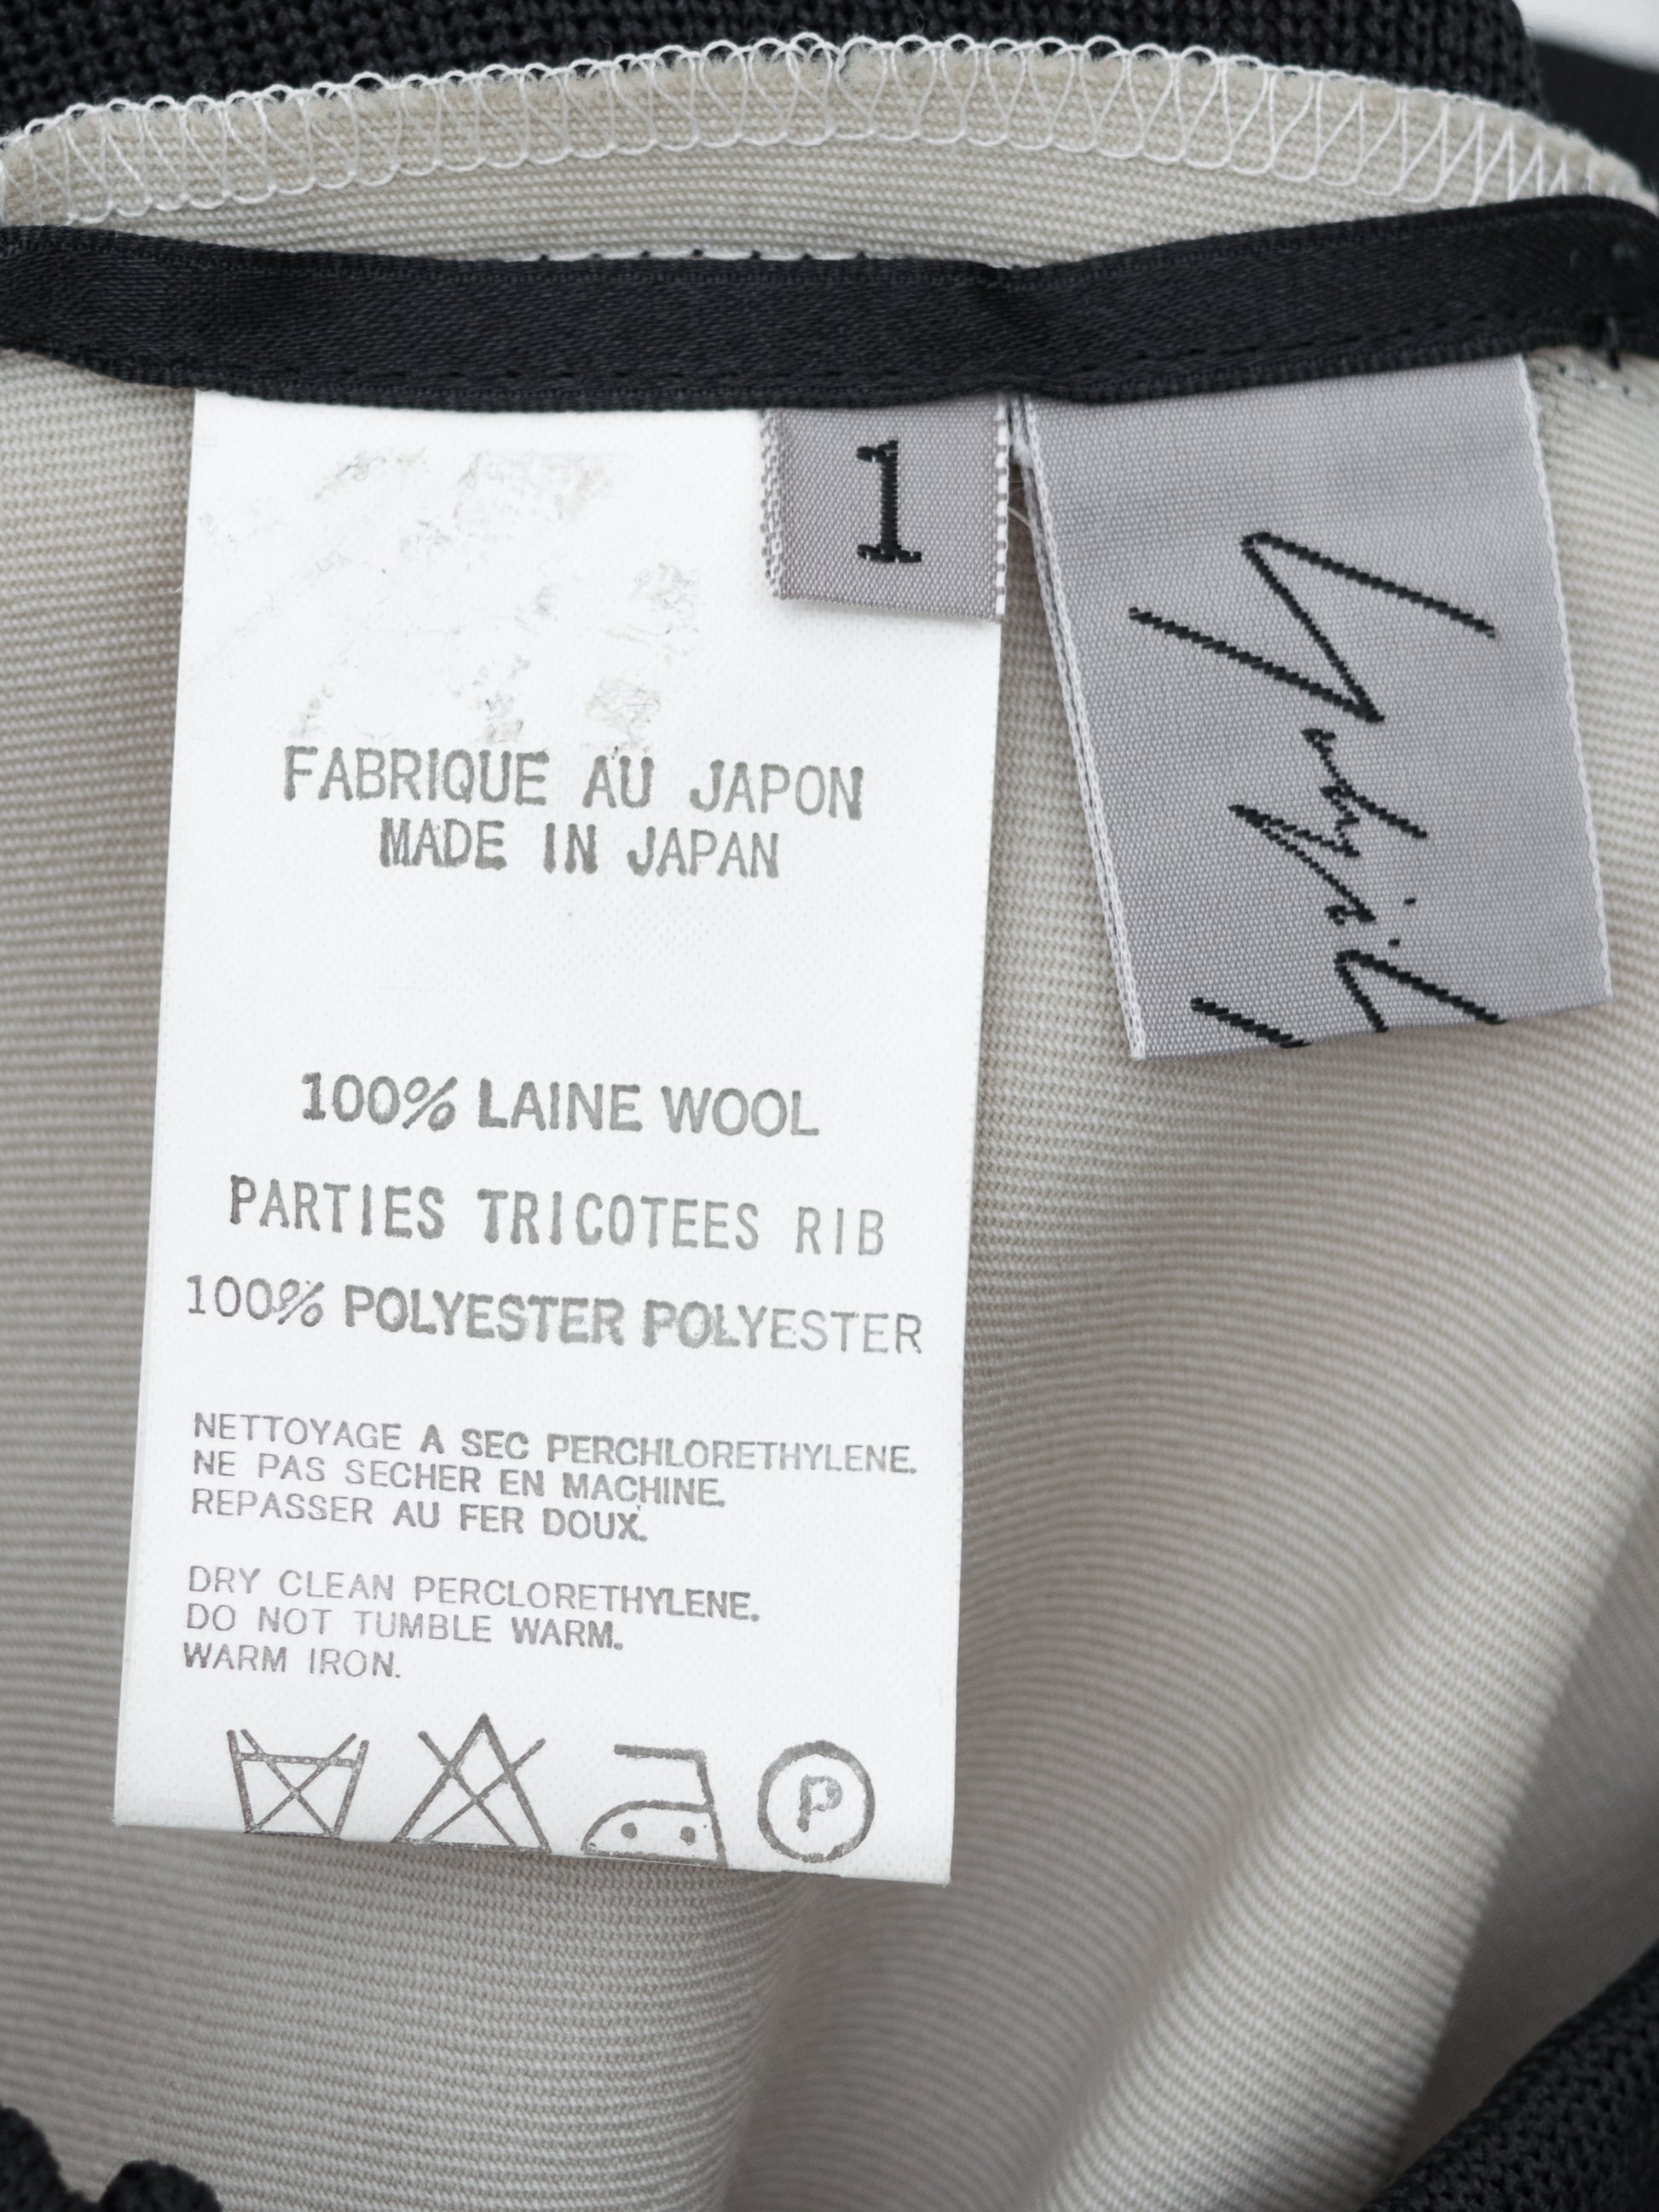 1
FABRIQUE AU JAPON
MADE IN JAPAN
100% LAINE WOOL
PARTIES TRICOTEES RIB
100% POLYESTER POLYESTER
NETTOYAGE A SEC PERCHLORETHYLENE.
NE PAS SECHER EN MACHINE.
REPASSER AU FER DOUX.
DRY CLEAN PERCLORETHYLENE.
DO NOT TUMBLE WARM.
WARM IRON.
P